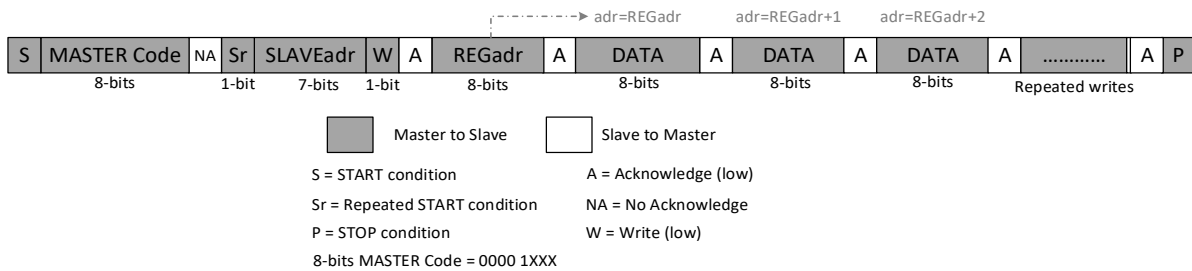 adr=REGadr adr=REGadr+1 adr=REGadr+2
S MASTER Code NA Sr SLAVEadr W A REGadr A DATA A DATA A DATA A ............ A P
8-bits 1-bit 7-bits 1-bit 8-bits 8-bits 8-bits 8-bits Repeated writes
Master to Slave Slave to Master
S = START condition A = Acknowledge (low)
Sr = Repeated START condition NA = No Acknowledge
P = STOP condition W = Write (low)
8-bits MASTER Code = 0000 1XXX